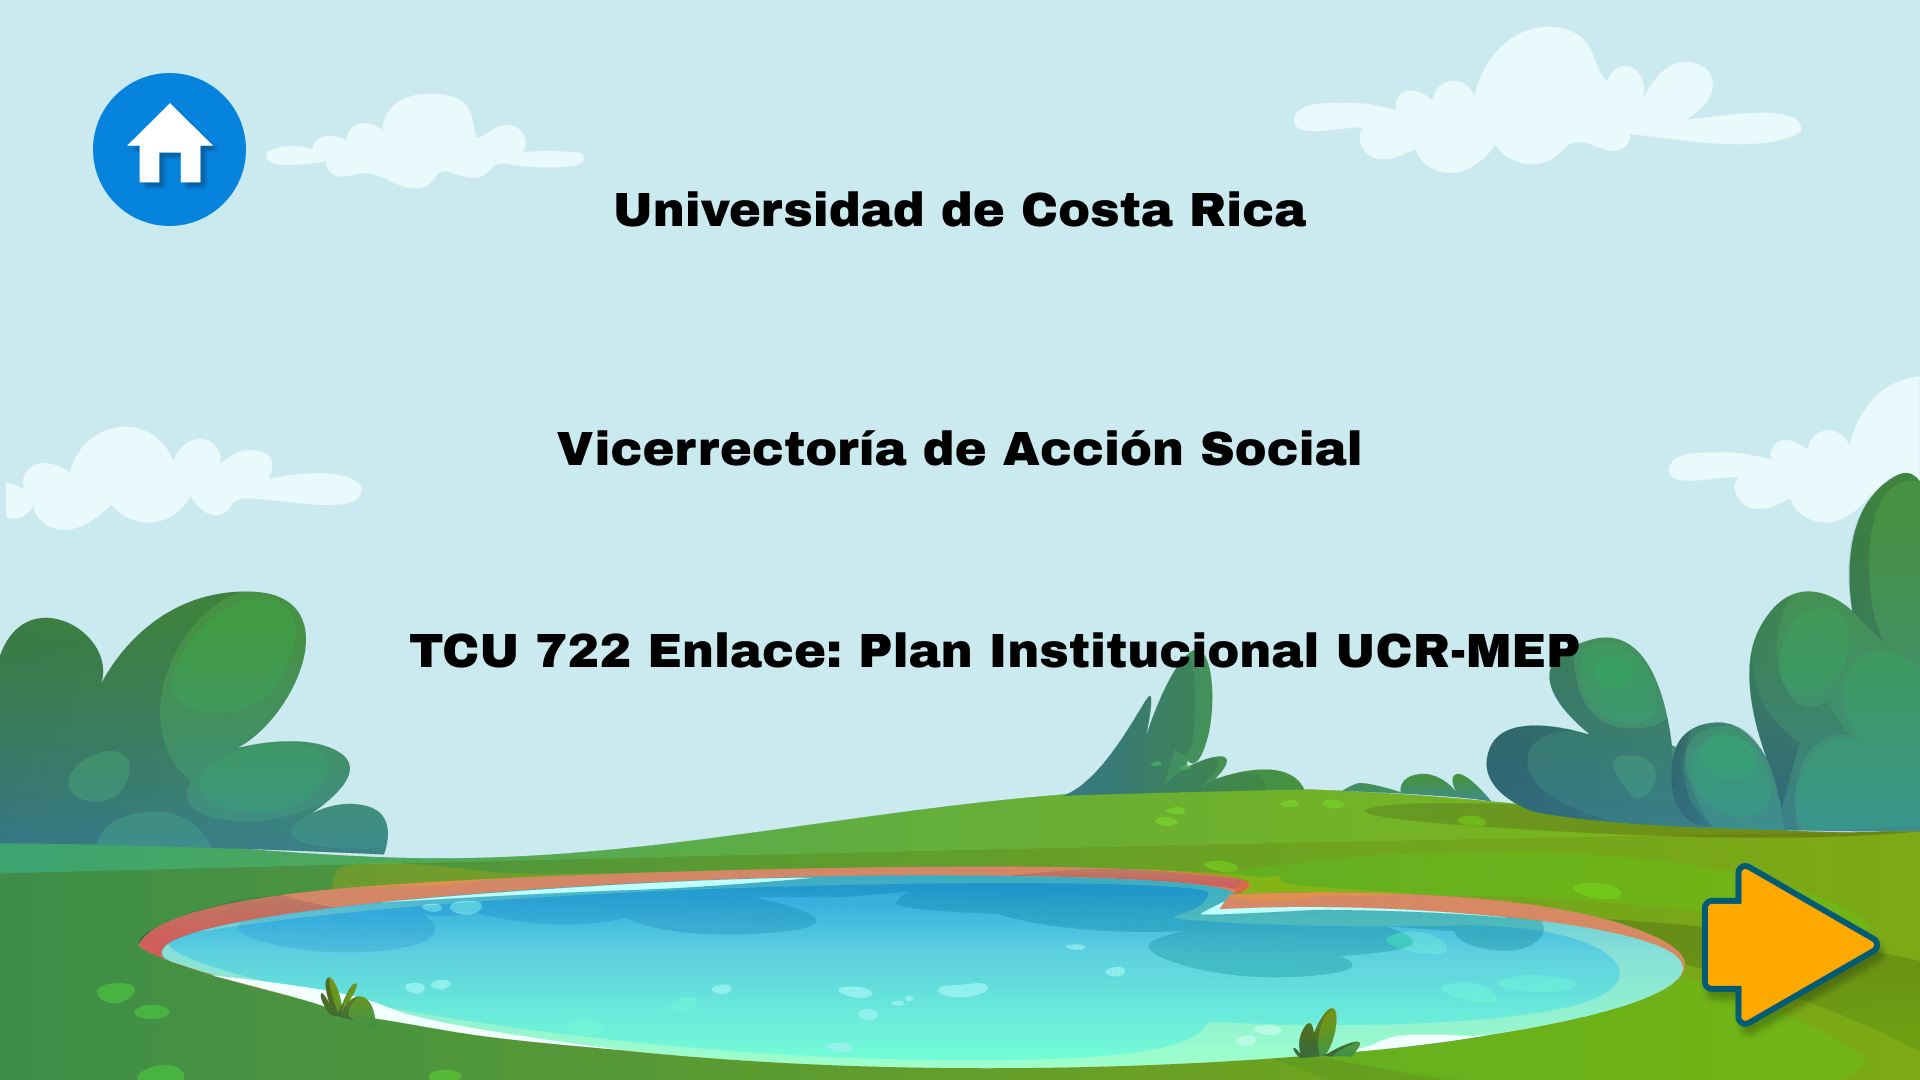 Universidad de Costa Rica
Vicerrectoría de Acción Social
TCU 722 Enlace: Plan Institucional UCR-MEP